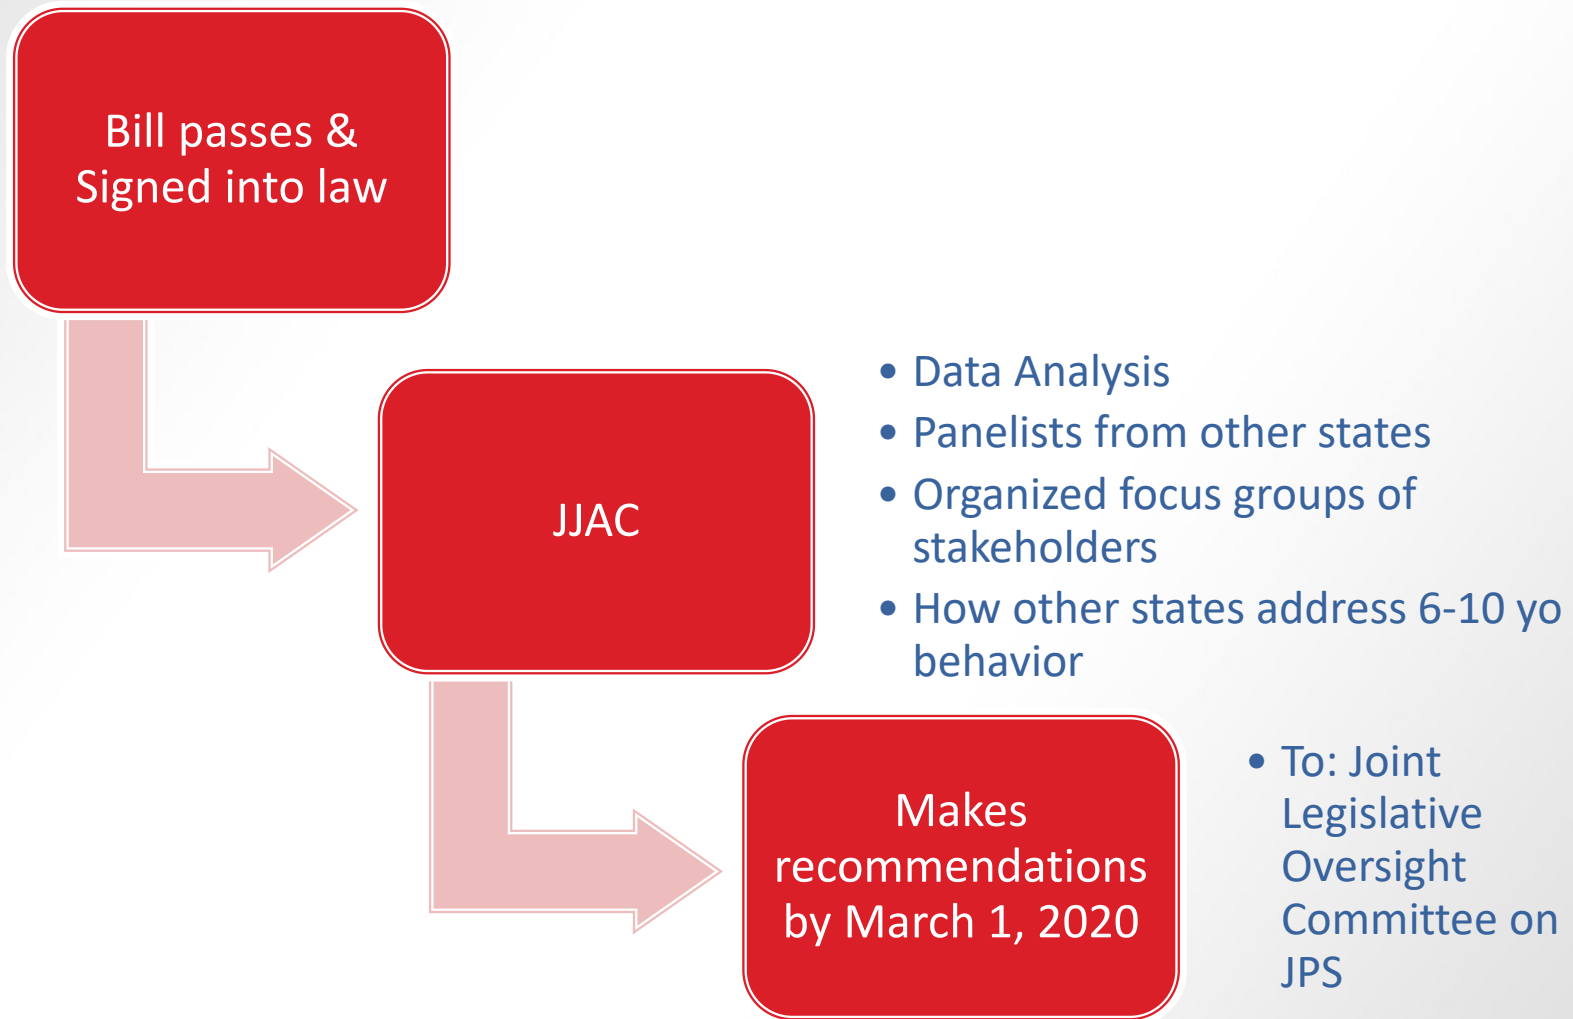 Bill passes &
Signed into law
JJAC
• Data Analysis
• Panelists from other states
• Organized focus groups of
stakeholders
• How other states address 6-10 yo
behavior
Makes
recommendations
by March 1, 2020
• To: Joint
Legislative
Oversight
Committee on
JPS